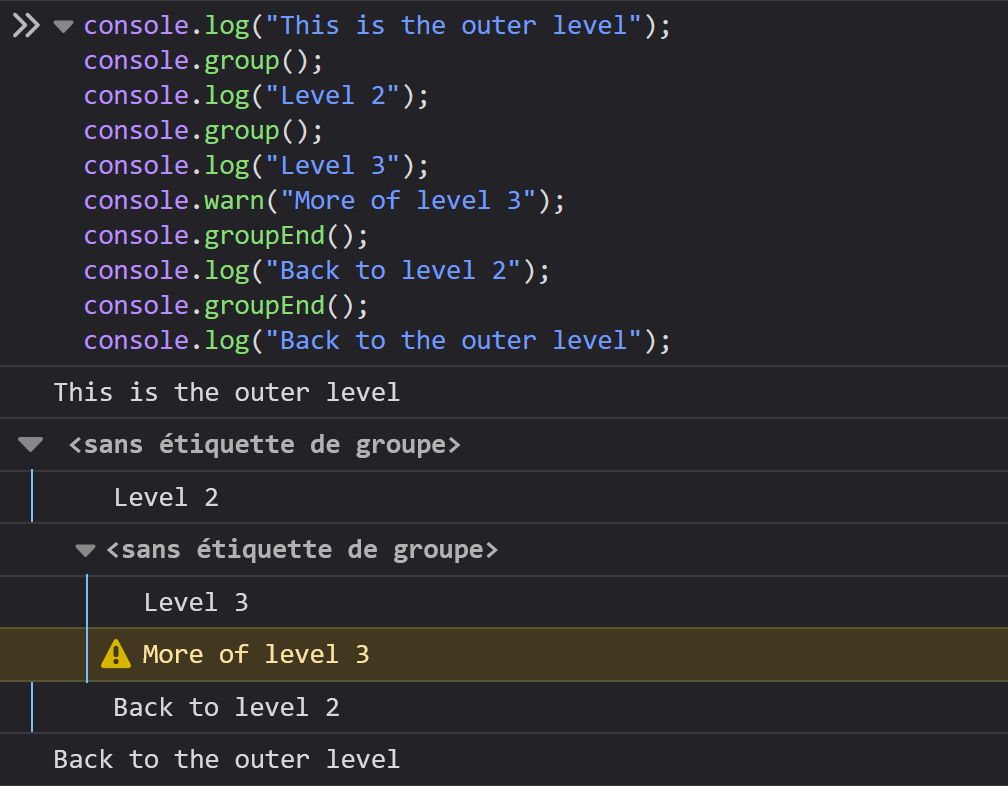 console.log("This is the outer level");
console.group();
console.log("Level 2");
console.group();
console.log("Level 3");
console.warn("More of level 3");
console.groupEnd();
console.log("Back to level 2");
console.groupEnd();
console.log("Back to the outer level");
This is the outer level
<sans étiquette de groupe>
Level 2
<sans étiquette de groupe>
Level 3
More of level 3
Back to level 2
Back to the outer level